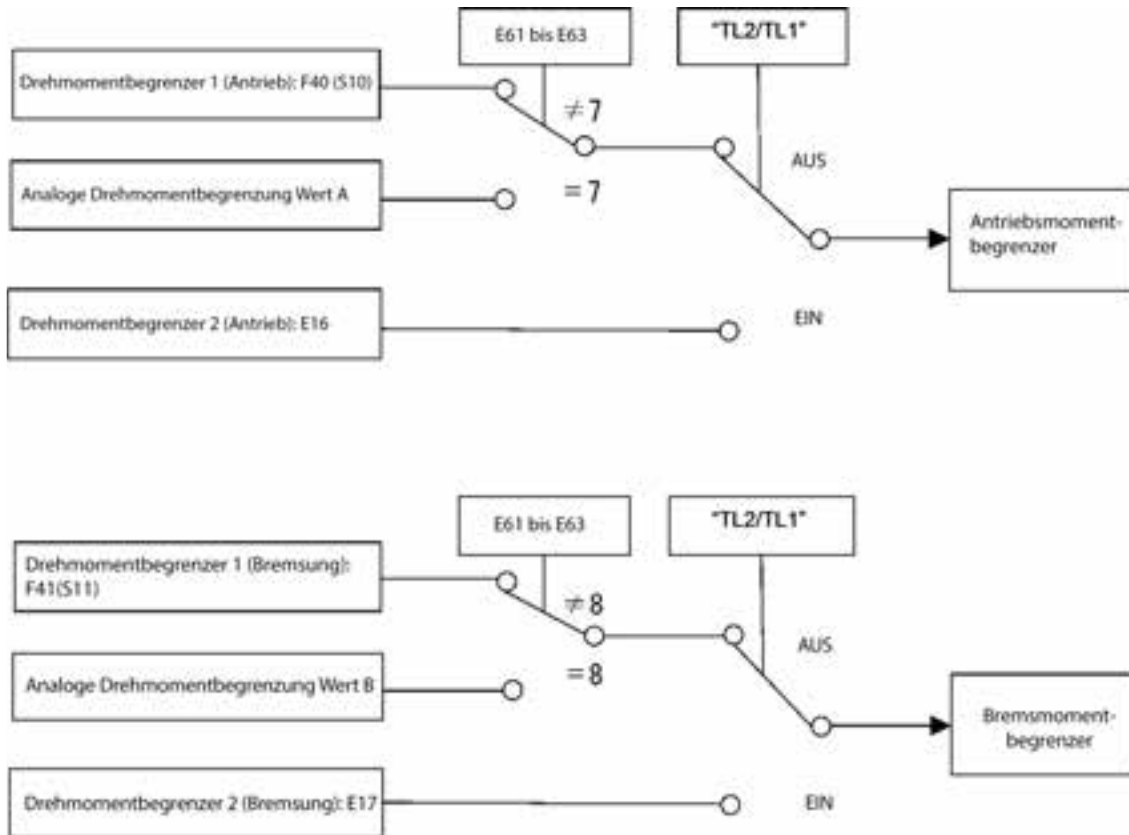 E61 bis E63
"TL2/TL1"
Drehmomentbegrenzer 1 (Antrieb): F40 (S10)
≠7
AUS
Analoge Drehmomentbegrenzung Wert A
=7
Antriebsmoment-
begrenzer
Drehmomentbegrenzer 2 (Antrieb): E16
EIN
E61 bis E63
"TL2/TL1"
Drehmomentbegrenzer 1 (Bremsung):
F41(S11)
≠8
AUS
Analoge Drehmomentbegrenzung Wert B
=8
Bremsmoment-
begrenzer
Drehmomentbegrenzer 2 (Bremsung): E17
EIN